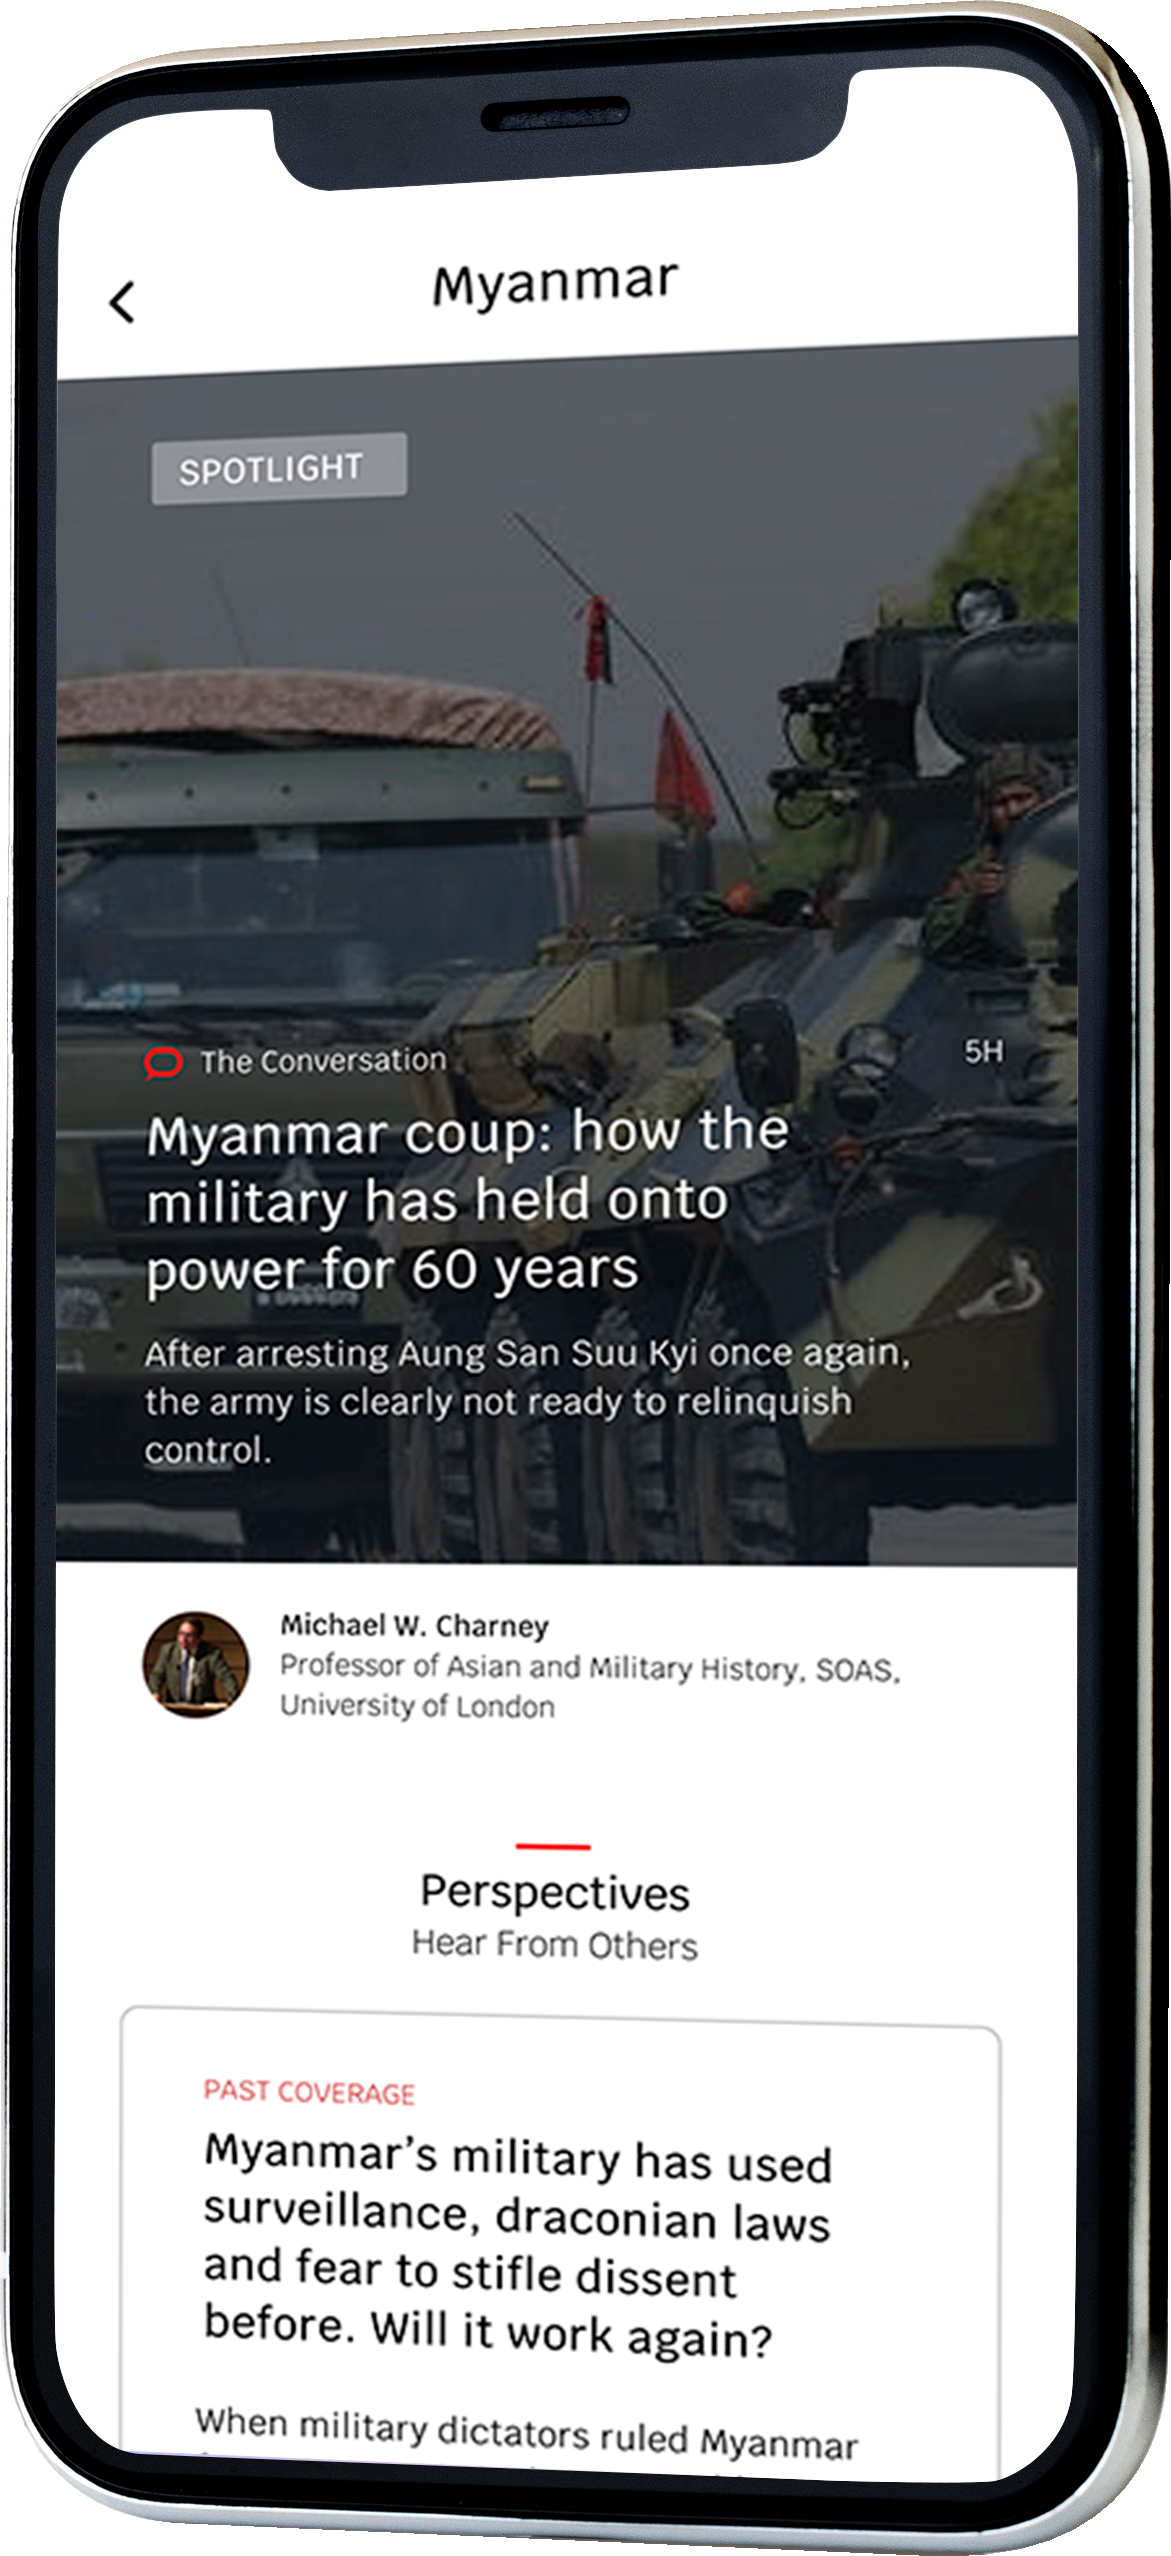 Myanmar
SPOTLIGHT
The Conversation
5H
Myanmar coup: how the
military has held onto
power for 60 years
After arresting Aung San Suu Kyi once again,
the army is clearly not ready to relinquish
control.
Michael W. Charney
Professor of Asian and Military History, SOAS,
University of London
Perspectives
Hear From Others
PAST COVERAGE
Myanmar’s military has used
surveillance, draconian laws
and fear to stifle dissent
before. Will it work again?
When military dictators ruled Myanmar